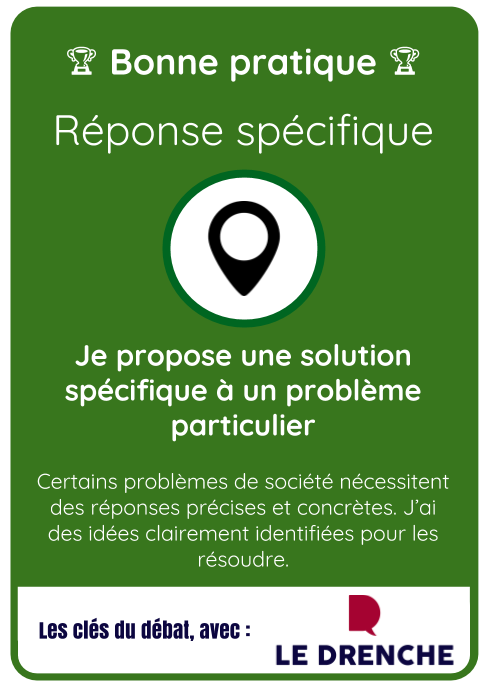 Bonne pratique
Réponse spécifique
Je propose une solution
spécifique à un problème
particulier
Certains problèmes de société nécessitent
des réponses précises et concrètes. J’ai
des idées clairement identifiées pour les
résoudre.
Les clés du débat, avec :
LE DRENCHE